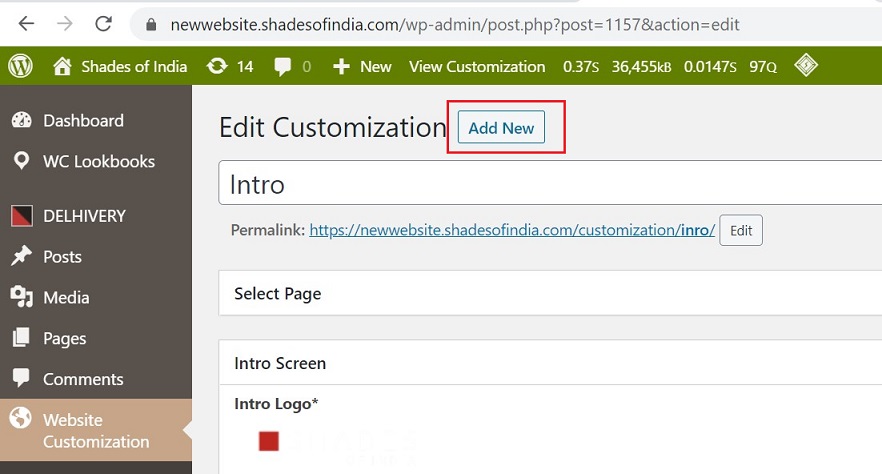 newwebsite.shadesofindia.com/wp-admin/post.php?post=1157&action=edit
Shades of India 14 0 New View Customization 0.37S 36,455KB 0.0147S 97Q
Dashboard
WC Lookbooks
DELHIVERY
Posts
Media
Pages
Comments
Website
Customization
Edit Customization Add New
Intro
Permalink: https://newwebsite.shadesofindia.com/customization/inro/ Edit
Select Page
Intro Screen
Intro Logo*